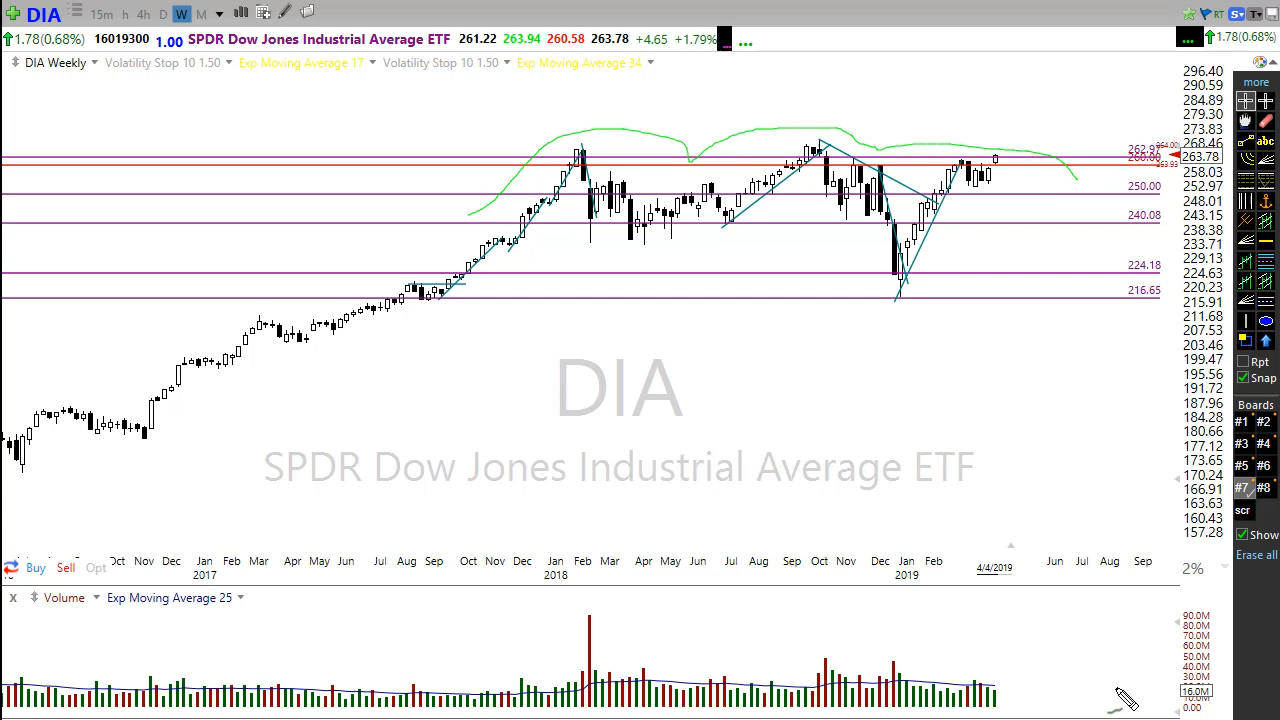 DIA 15m h 4h D W M RT S T
1.78(0.68%) 16019300 1.00 SPDR Dow Jones Industrial Average ETF 261.22 263.94 260.58 263.78 +4.65 +1.79% ... ... ... 1.78(0.68%)
DIA Weekly Volatility Stop 10 1.50 Exp Moving Average 17 Volatility Stop 10 1.50 Exp Moving Average 34
296.40
290.59
284.89
279.30
273.83
268.46
263.78
258.03
252.97
248.01
243.15
238.38
233.71
229.13
224.63
220.23
215.91
211.68
207.53
203.46
199.47
195.56
191.72
187.96
184.28
180.66
177.12
173.65
170.24
166.91
163.63
160.43
157.28
264.00
263.93
250.00
240.08
224.18
216.65
DIA
SPDR Dow Jones Industrial Average ETF
more
abc
Rpt
Snap
Boards
#1 #2
#3 #4
#5 #6
#7 #8
scr
Show
Erase all
Oct Nov Dec Jan Feb Mar Apr Jul May Jun Jul Aug Sep Oct Nov Dec Jan Feb Mar Apr May Jun Jul Aug Sep Oct Nov Dec Jan Feb Jun Jul Aug Sep
2017 2018 2019 4/4/2019
Buy Sell Opt 2%
X Volume Exp Moving Average 25
90.0M
80.0M
70.0M
60.0M
50.0M
40.0M
30.0M
16.0M
10.0M
0.00